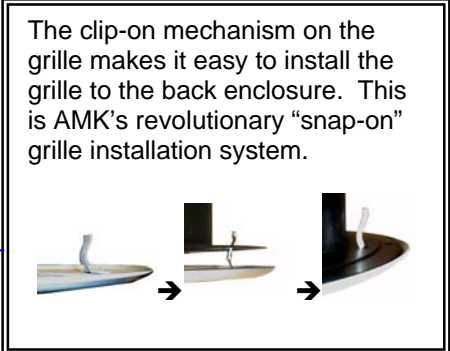 The clip-on mechanism on the
grille makes it easy to install the
grille to the back enclosure.  This
is AMK’s revolutionary “snap-on”
grille installation system.